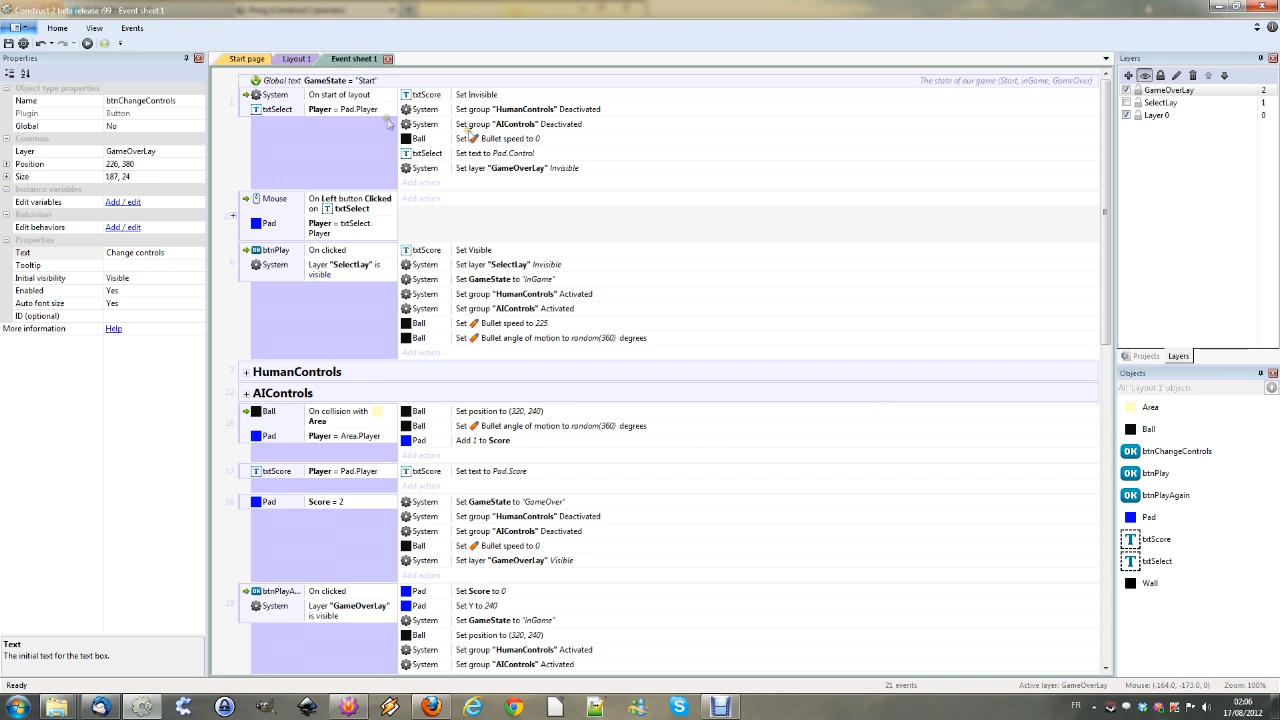 Construct 2 beta release r99 - Event sheet 1
Home View Events
Properties
Object type properties
Name btnChangeControls
Plugin Button
Global No
Common
Layer GameOverLay
Position 226, 380
Size 187, 24
Instance variables
Edit variables Add / edit
Behaviors
Edit behaviors Add / edit
Properties
Text Change controls
Tooltip
Initial visibility Visible
Enabled Yes
Auto font size Yes
ID (optional)
More information Help
Text
The initial text for the text box.
Ready
Start page Layout 1 Event sheet 1
Global text GameState = "Start" The state of our game (Start, inGame, GameOver)
1 System On start of layout txtScore Set Invisible
txtSelect Player = Pad.Player System Set group "HumanControls" Deactivated
System Set group "AIControls" Deactivated
Ball Set Bullet speed to 0
txtSelect Set text to Pad.Control
System Set layer "GameOverLay" Invisible
Add action
2 Mouse On Left button Clicked on T txtSelect Add action
Pad Player = txtSelect.
Player
6 btnPlay On clicked txtScore Set Visible
System Layer "SelectLay" is visible System Set layer "SelectLay" Invisible
System Set GameState to "inGame"
System Set group "HumanControls" Activated
System Set group "AIControls" Activated
Ball Set Bullet speed to 225
Ball Set Bullet angle of motion to random(360) degrees
Add action
7 HumanControls
12 AIControls
16 Ball On collision with Area Ball Set position to (320, 240)
Ball Set Bullet angle of motion to random(360) degrees
Pad Player = Area.Player Pad Add 1 to Score
Add action
17 txtScore Player = Pad.Player txtScore Set text to Pad.Score
Add action
18 Pad Score = 2 System Set GameState to "GameOver"
System Set group "HumanControls" Deactivated
System Set group "AIControls" Deactivated
Ball Set Bullet speed to 0
System Set layer "GameOverLay" Visible
Add action
19 btnPlayA... On clicked Pad Set Score to 0
System Layer "GameOverLay" is visible Pad Set Y to 240
System Set GameState to "inGame"
Ball Set position to (320, 240)
System Set group "HumanControls" Activated
System Set group "AIControls" Activated
Layers
GameOverLay 2
SelectLay 1
Layer 0 0
Projects Layers
Objects
All 'Layout 1' objects
Area
Ball
OK btnChangeControls
OK btnPlay
OK btnPlayAgain
Pad
T txtScore
T txtSelect
Wall
21 events Active layer: GameOverLay Mouse: (-164.0, -173.0, 0) Zoom: 100%
FR 02:06
17/08/2012